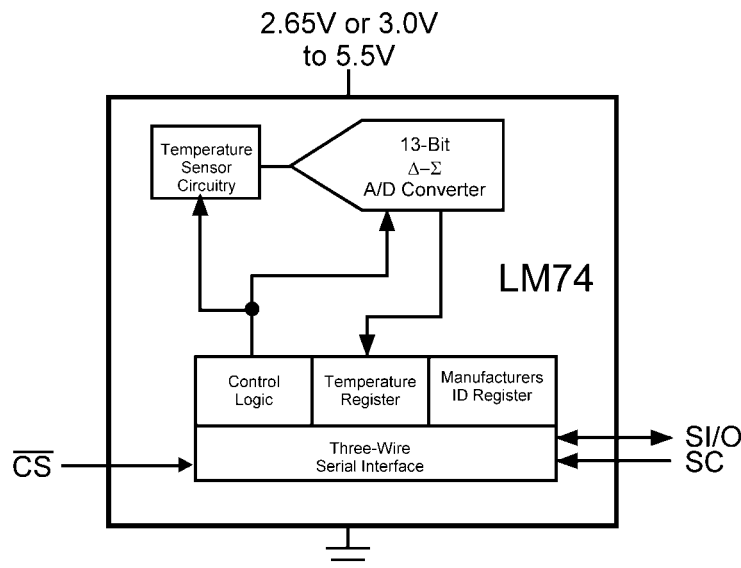 2.65V or 3.0V
to 5.5V
Temperature
Sensor
Circuitry
13-Bit
Δ–Σ
A/D Converter
LM74
Control
Logic
Temperature
Register
Manufacturers
ID Register
Three-Wire
Serial Interface
C̅S̅
SI/O
SC